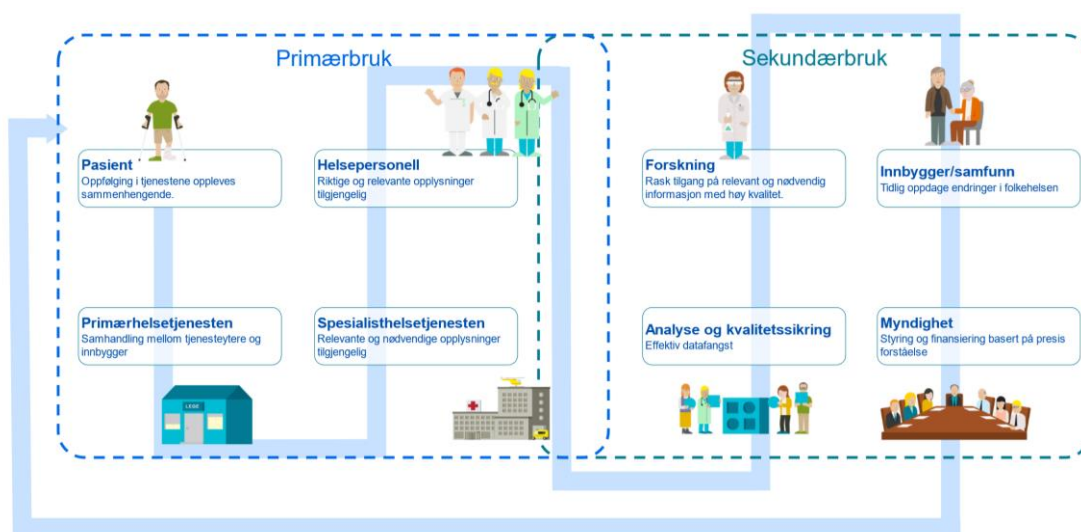 Primærbruk
Sekundærbruk
Pasient
Oppfølging i tjenestene oppleves
sammenhengende.
Helsepersonell
Riktige og relevante opplysninger
tilgjengelig
Forskning
Rask tilgang på relevant og nødvendig
informasjon med høy kvalitet.
Innbygger/samfunn
Tidlig oppdage endringer i folkehelsen
Primærhelsetjenesten
Samhandling mellom tjenesteytere og
innbygger
Spesialisthelsetjenesten
Relevante og nødvendige opplysninger
tilgjengelig
Analyse og kvalitetssikring
Effektiv datafangst
Myndighet
Styring og finansiering basert på presis
forståelse
LEGE